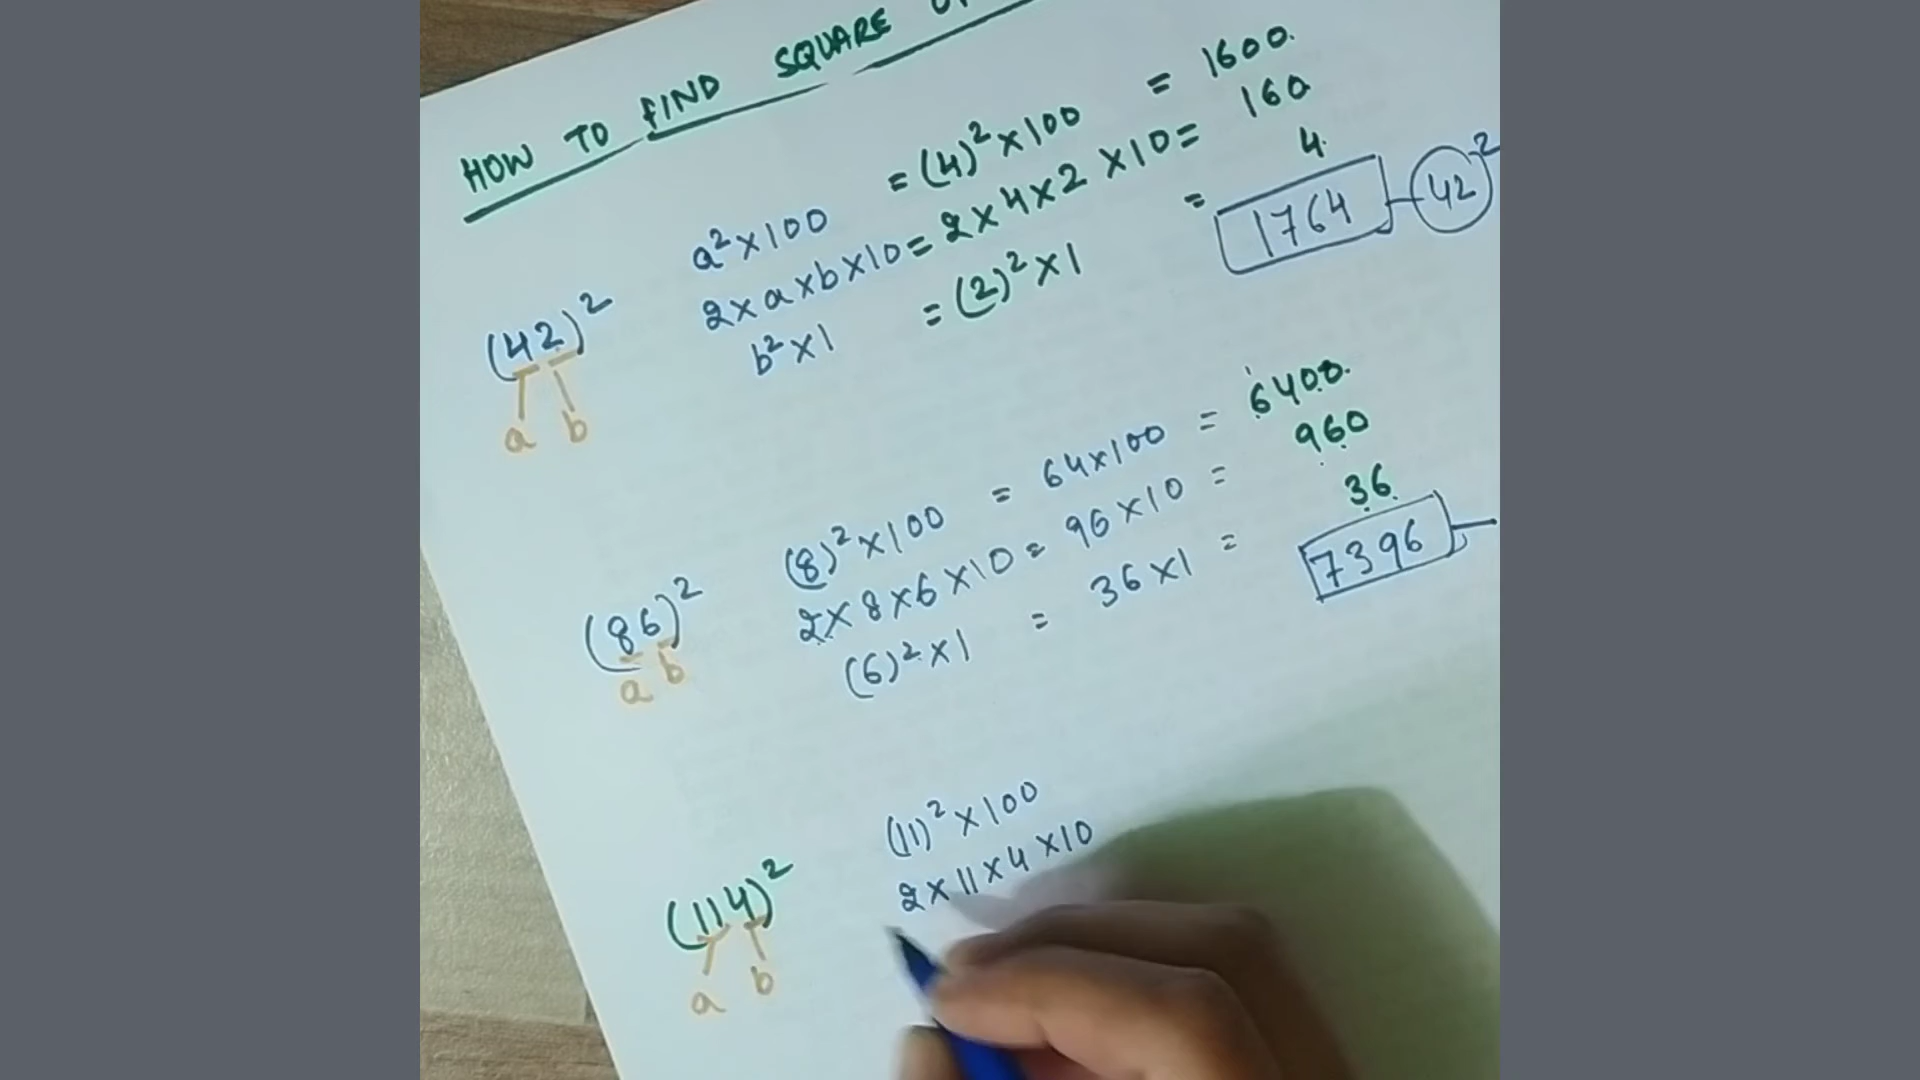 HOW TO FIND SQUARE
(42)²
a b
a²×100 = (4)²×100 = 1600
2×a×b×10 = 2×4×2×10 = 160
b²×1 = (2)²×1 = 4
1764 42²
(86)²
a b
(8)²×100 = 64×100 = 6400
2×8×6×10 = 96×10 = 960
(6)²×1 = 36×1 = 36
7396
(114)²
a b
(11)²×100
2×11×4×10